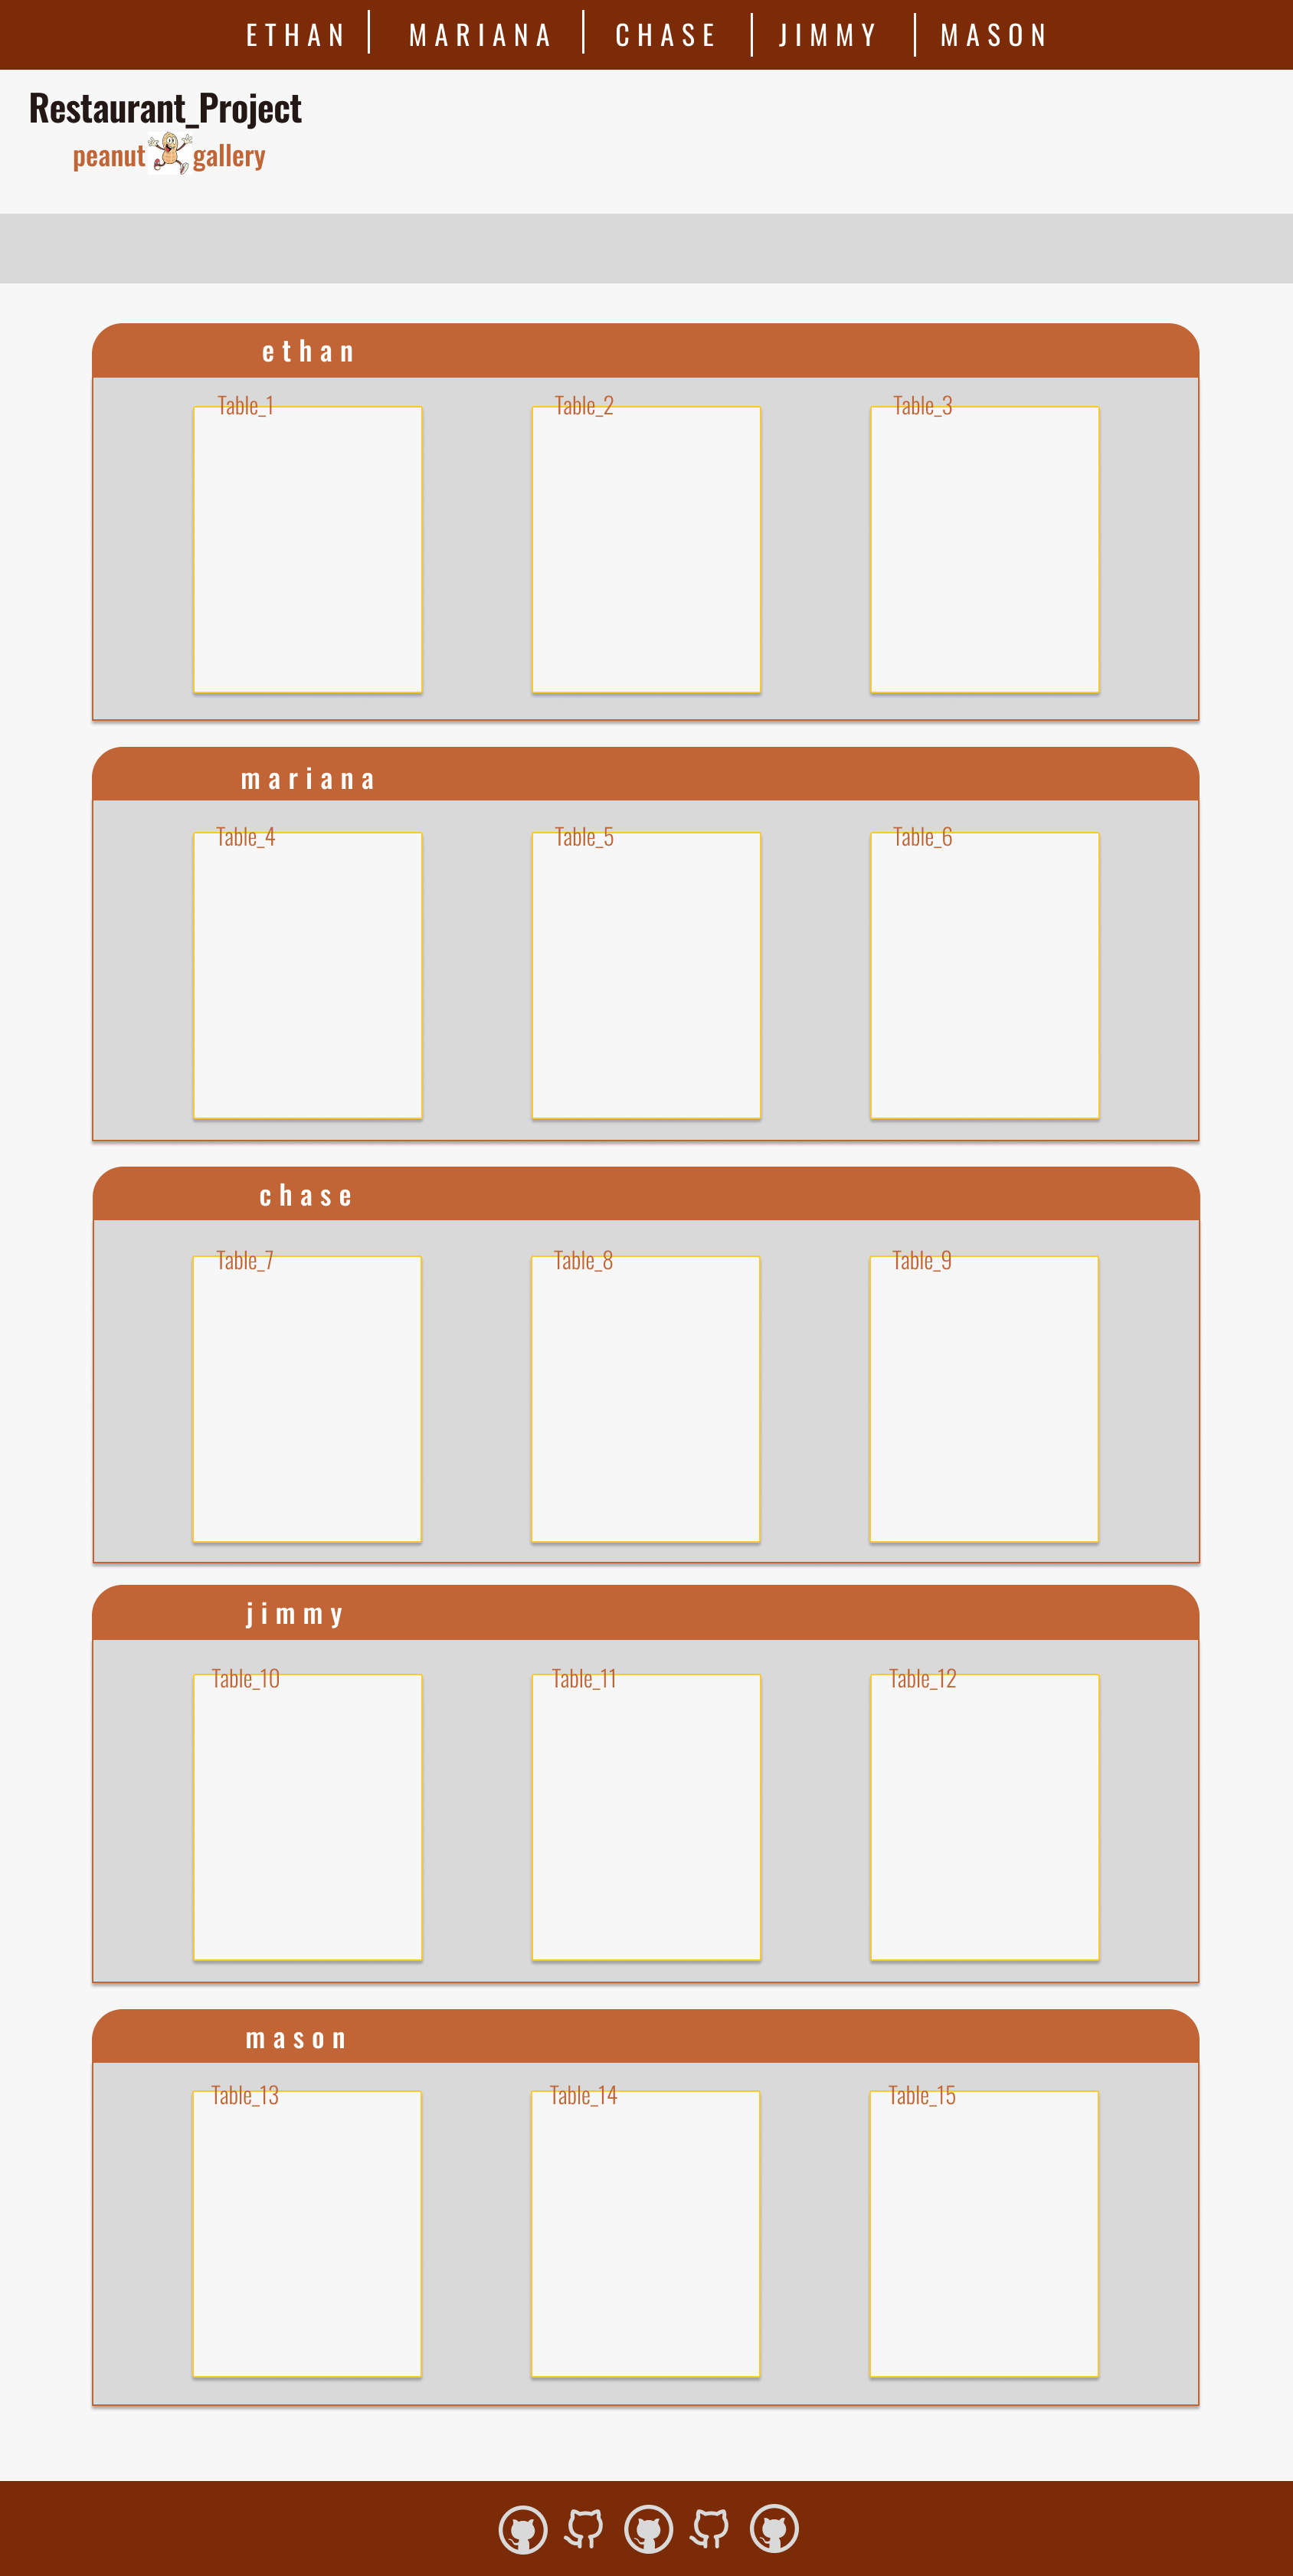 ETHAN MARIANA CHASE JIMMY MASON
Restaurant_Project
peanut gallery
ethan
Table_1 Table_2 Table_3
mariana
Table_4 Table_5 Table_6
chase
Table_7 Table_8 Table_9
jimmy
Table_10 Table_11 Table_12
mason
Table_13 Table_14 Table_15